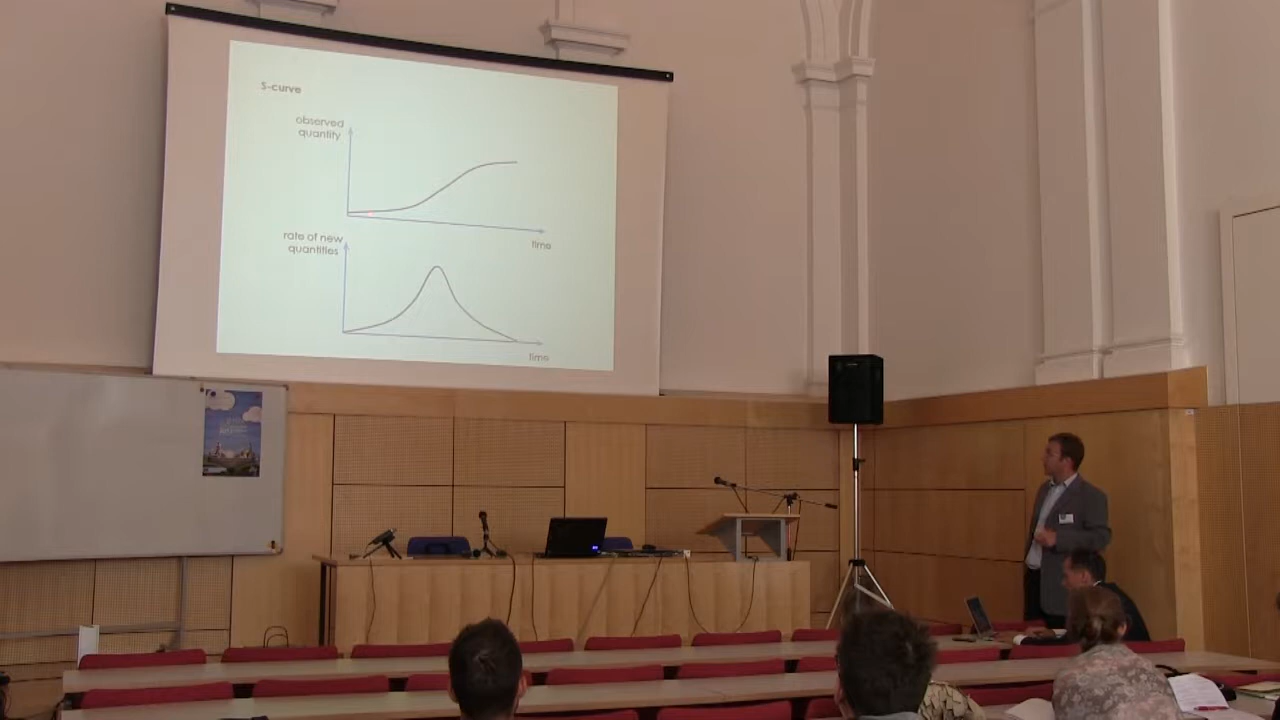 S-curve
observed
quantity
time
rate of new
quantities
time